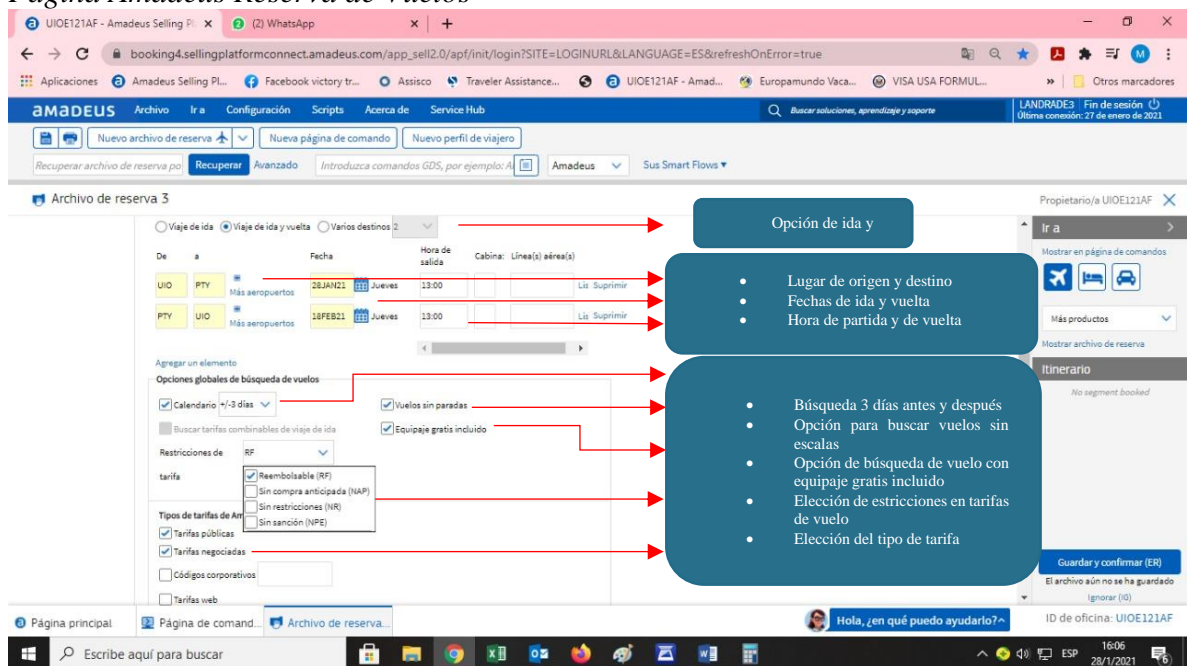 Página Amadeus Reserva de Vuelos
UIOE121AF - Amadeus Selling Pl
(2) WhatsApp
booking4.sellingplatformconnect.amadeus.com/app_sell2.0/apf/init/login?SITE=LOGINURL&LANGUAGE=ES&refreshOnError=true
M
Aplicaciones Amadeus Selling Pl... Facebook victory tr... Assisco Traveler Assistance... UIOE121AF - Amad... Europamundo Vaca... VISA USA FORMUL... » Otros marcadores
amadeus Archivo Ir a Configuración Scripts Acerca de Service Hub Buscar soluciones, aprendizaje y soporte LANDRADE3 Fin de sesión
Última conexión: 27 de enero de 2021
Nuevo archivo de reserva Nueva página de comando Nuevo perfil de viajero
Recuperar archivo de reserva po Recuperar Avanzado Introduzca comandos GDS, por ejemplo: A Amadeus Sus Smart Flows
Archivo de reserva 3 Propietario/a UIOE121AF
Viaje de ida Viaje de ida y vuelta Varios destinos 2
Opción de ida y
Ir a
De a Fecha Hora de salida Cabina: Línea(s) aérea(s)
Mostrar en página de comandos
UIO PTY Más aeropuertos 28JAN21 Jueves 13:00 Lis Suprimir
PTY UIO Más aeropuertos 18FEB21 Jueves 13:00 Lis Suprimir
• Lugar de origen y destino
• Fechas de ida y vuelta
• Hora de partida y de vuelta
Más productos
Mostrar archivo de reserva
Agregar un elemento
Itinerario
No segment booked
Opciones globales de búsqueda de vuelos
Calendario +/-3 días Vuelos sin paradas
Buscar tarifas combinables de viaje de ida Equipaje gratis incluido
Restricciones de RF
tarifa
Reembolsable (RF)
Sin compra anticipada (NAP)
Sin restricciones (NR)
Sin sanción (NPE)
Tipos de tarifas de Am
Tarifas públicas
Tarifas negociadas
Códigos corporativos
Tarifas web
• Búsqueda 3 días antes y después
• Opción para buscar vuelos sin
escalas
• Opción de búsqueda de vuelo con
equipaje gratis incluido
• Elección de estricciones en tarifas
de vuelo
• Elección del tipo de tarifa
Guardar y confirmar (ER)
El archivo aún no se ha guardado
Ignorar (IG)
Página principal Página de comand... Archivo de reserva... Hola, ¿en qué puedo ayudarlo? ID de oficina: UIOE121AF
Escribe aquí para buscar ESP 16:06
28/1/2021
6